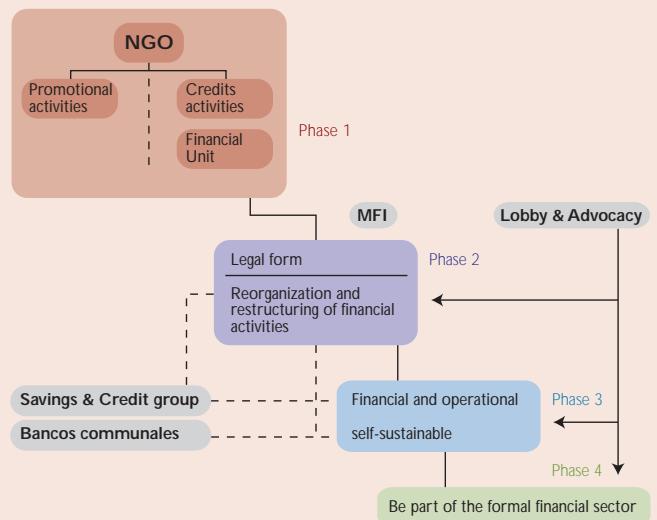 NGO
Promotional
activities
Credits
activities
Financial
Unit
Phase 1
MFI
Lobby & Advocacy
Legal form
Phase 2
Reorganization and
restructuring of financial
activities
Savings & Credit group
Bancos communales
Financial and operational
self-sustainable
Phase 3
Phase 4
Be part of the formal financial sector